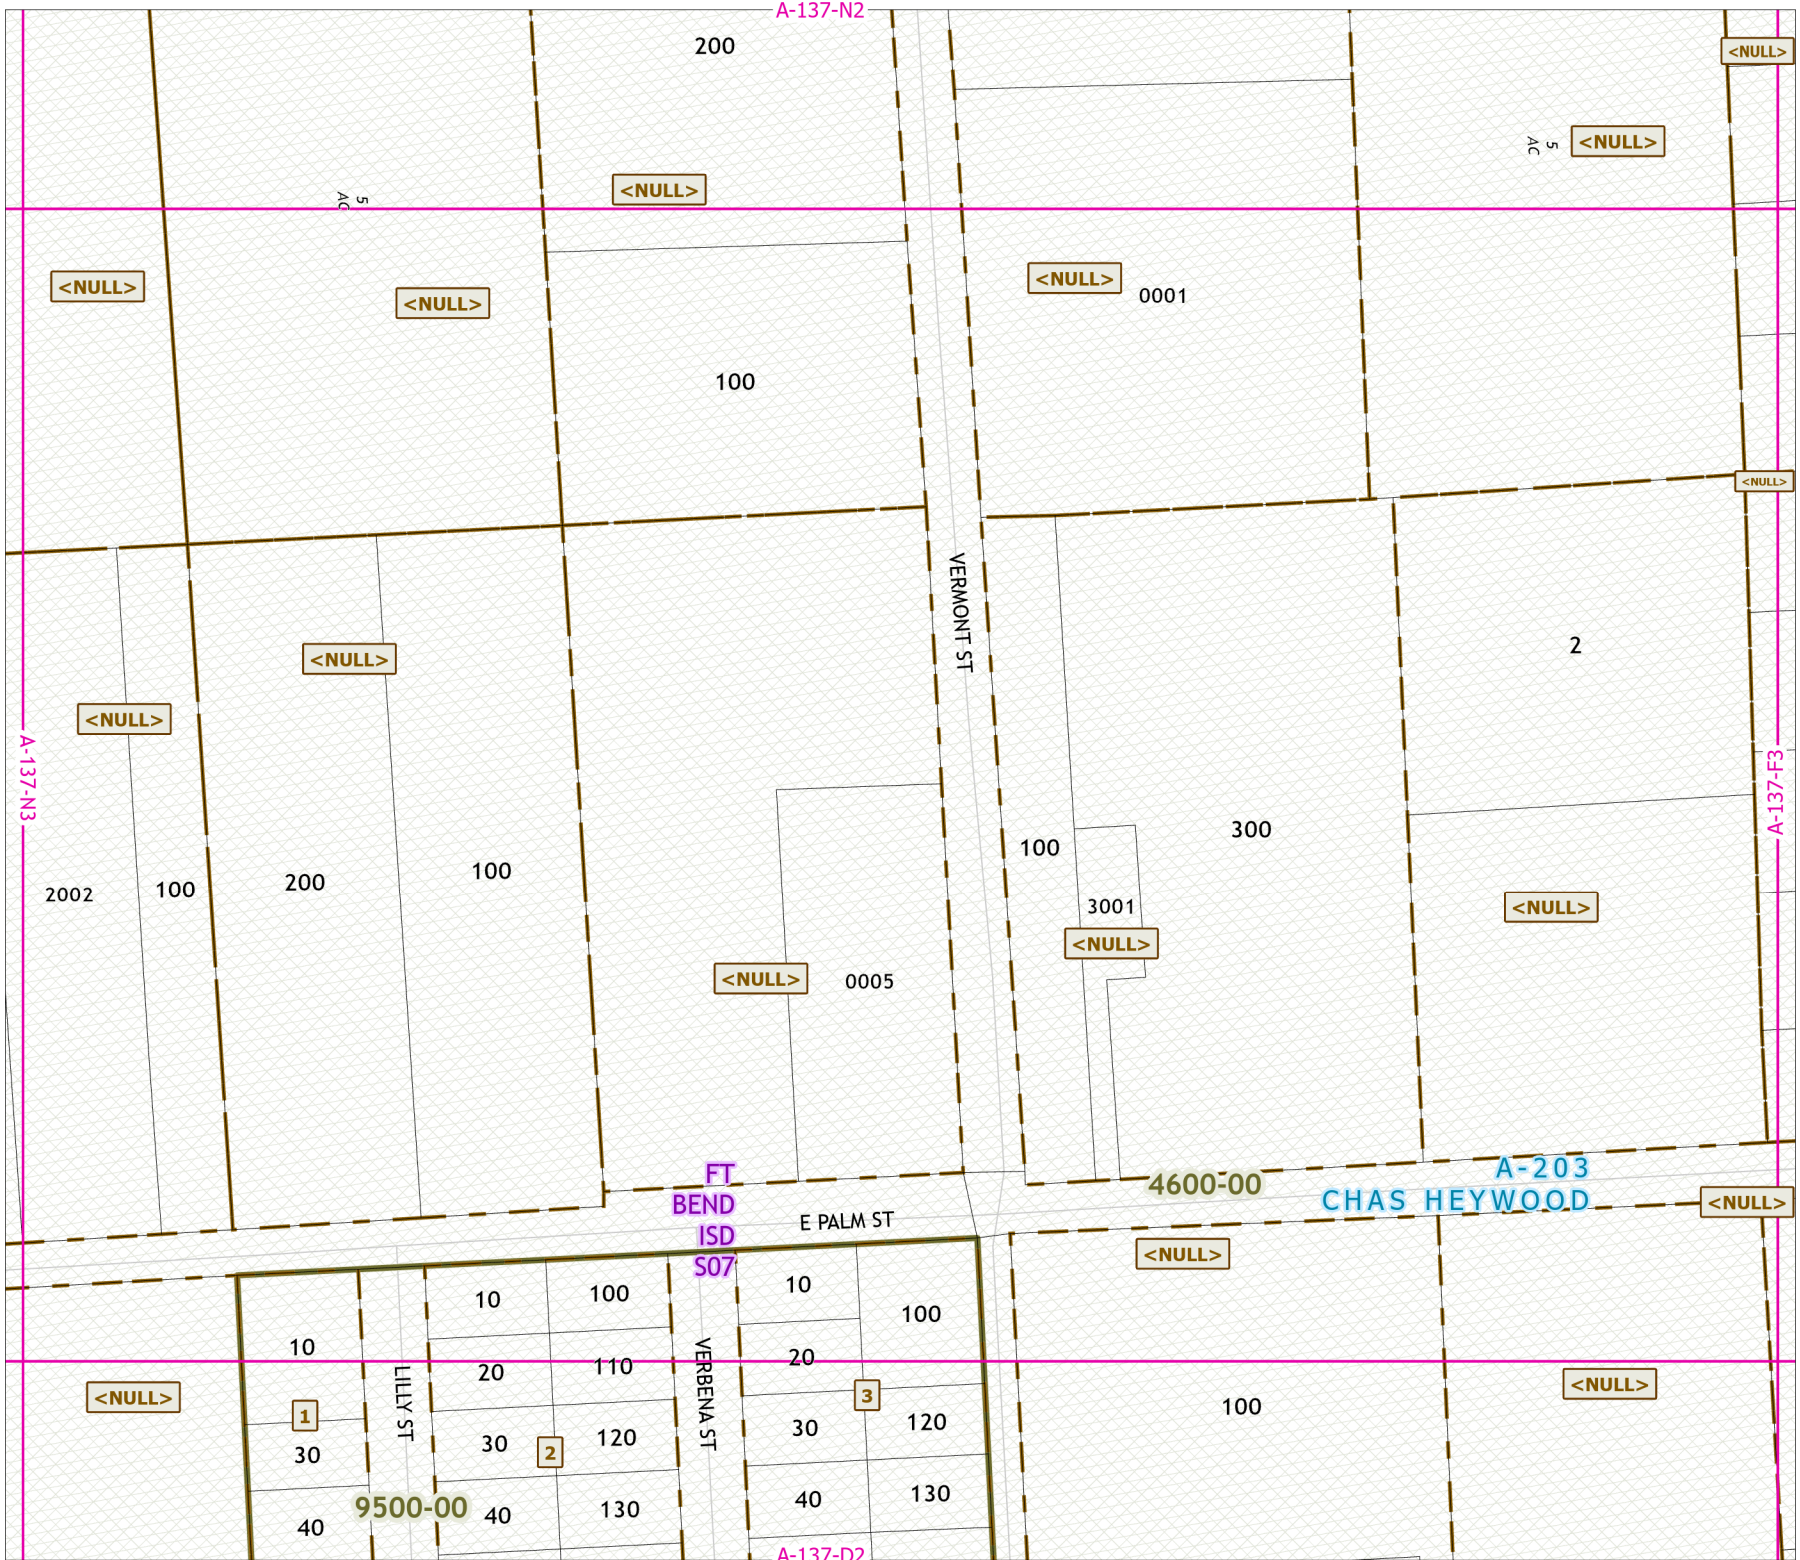 A-137-N2
200
<NULL>
5
AC
<NULL>
<NULL>
5
AC
<NULL>
<NULL>
<NULL>
0001
100
<NULL>
VERMONT ST
2
<NULL>
<NULL>
A-137-N3
A-137-F3
300
100
100
200
100
2002
3001
<NULL>
<NULL>
<NULL>
0005
FT
BEND
ISD
S07
4600-00
A-203
CHAS HEYWOOD
<NULL>
E PALM ST
<NULL>
10
100
10
100
10
20
110
20
LILLY ST
VERBENA ST
<NULL>
<NULL>
1
3
100
30
30
2
120
30
120
9500-00
40
40
130
40
130
A-137-D2